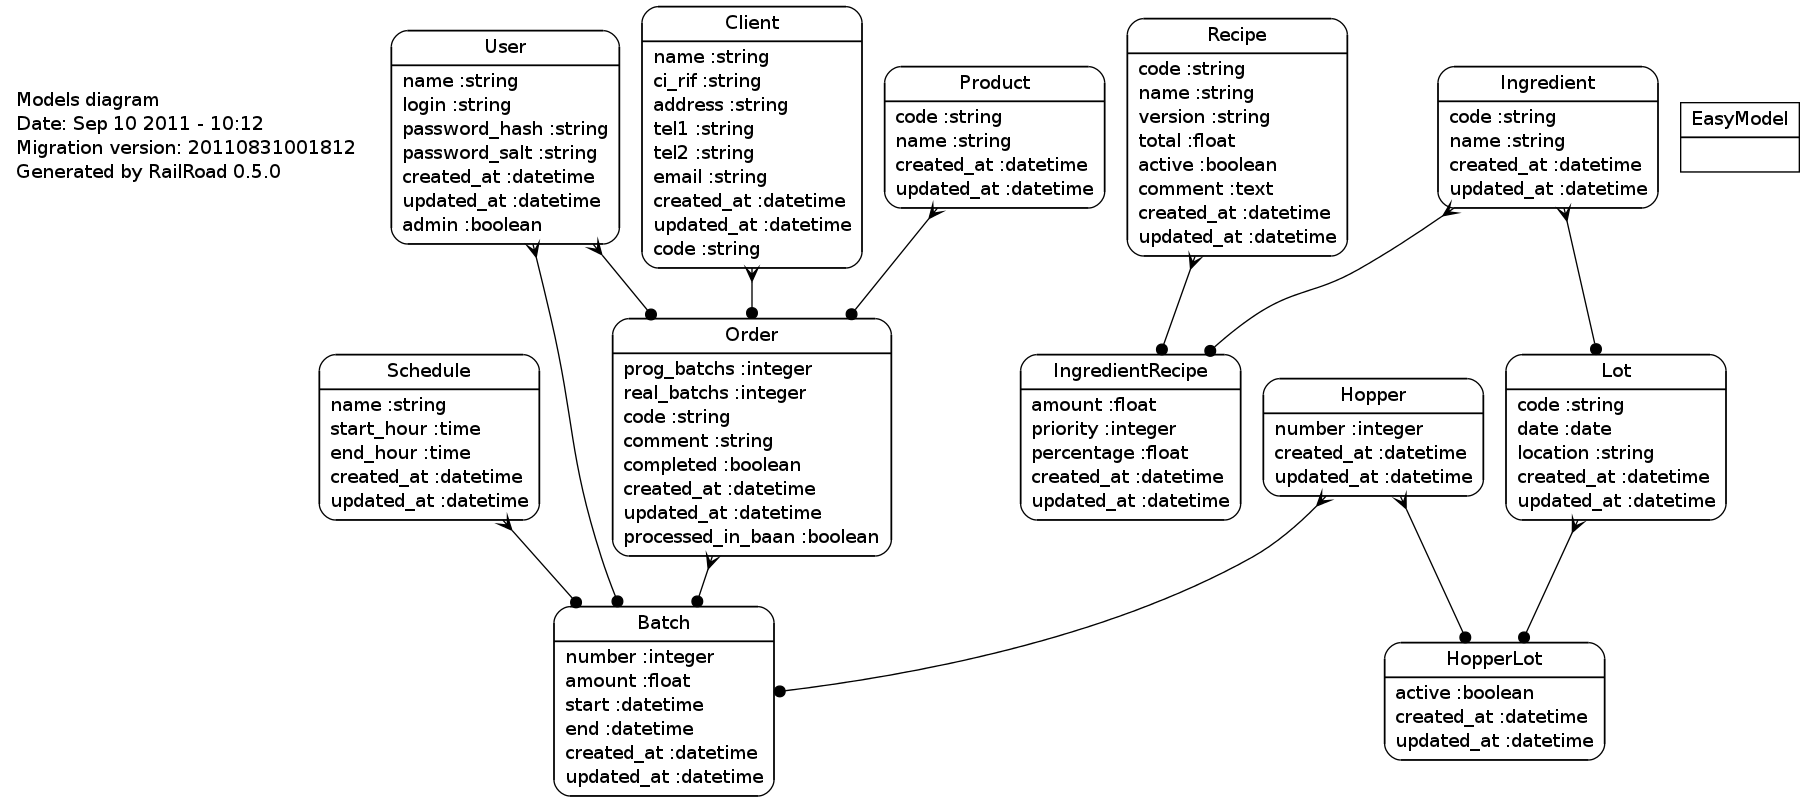 Models diagram
Date: Sep 10 2011 - 10:12
Migration version: 20110831001812
Generated by RailRoad 0.5.0
User
name :string
login :string
password_hash :string
password_salt :string
created_at :datetime
updated_at :datetime
admin :boolean
Client
name :string
ci_rif :string
address :string
tel1 :string
tel2 :string
email :string
created_at :datetime
updated_at :datetime
code :string
Product
code :string
name :string
created_at :datetime
updated_at :datetime
Recipe
code :string
name :string
version :string
total :float
active :boolean
comment :text
created_at :datetime
updated_at :datetime
Ingredient
code :string
name :string
created_at :datetime
updated_at :datetime
EasyModel
Schedule
name :string
start_hour :time
end_hour :time
created_at :datetime
updated_at :datetime
Order
prog_batchs :integer
real_batchs :integer
code :string
comment :string
completed :boolean
created_at :datetime
updated_at :datetime
processed_in_baan :boolean
IngredientRecipe
amount :float
priority :integer
percentage :float
created_at :datetime
updated_at :datetime
Hopper
number :integer
created_at :datetime
updated_at :datetime
Lot
code :string
date :date
location :string
created_at :datetime
updated_at :datetime
Batch
number :integer
amount :float
start :datetime
end :datetime
created_at :datetime
updated_at :datetime
HopperLot
active :boolean
created_at :datetime
updated_at :datetime